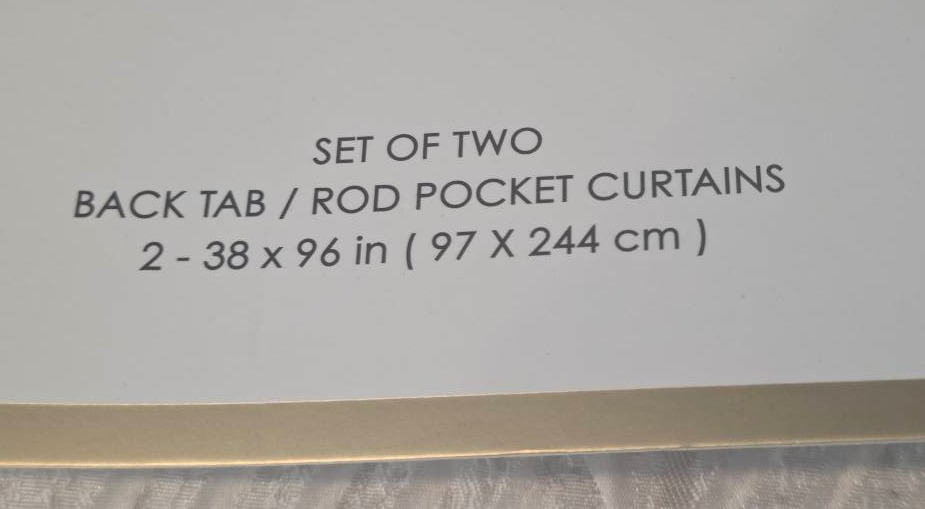 SET OF TWO
BACK TAB / ROD POCKET CURTAINS
2 - 38 x 96 in ( 97 X 244 cm )